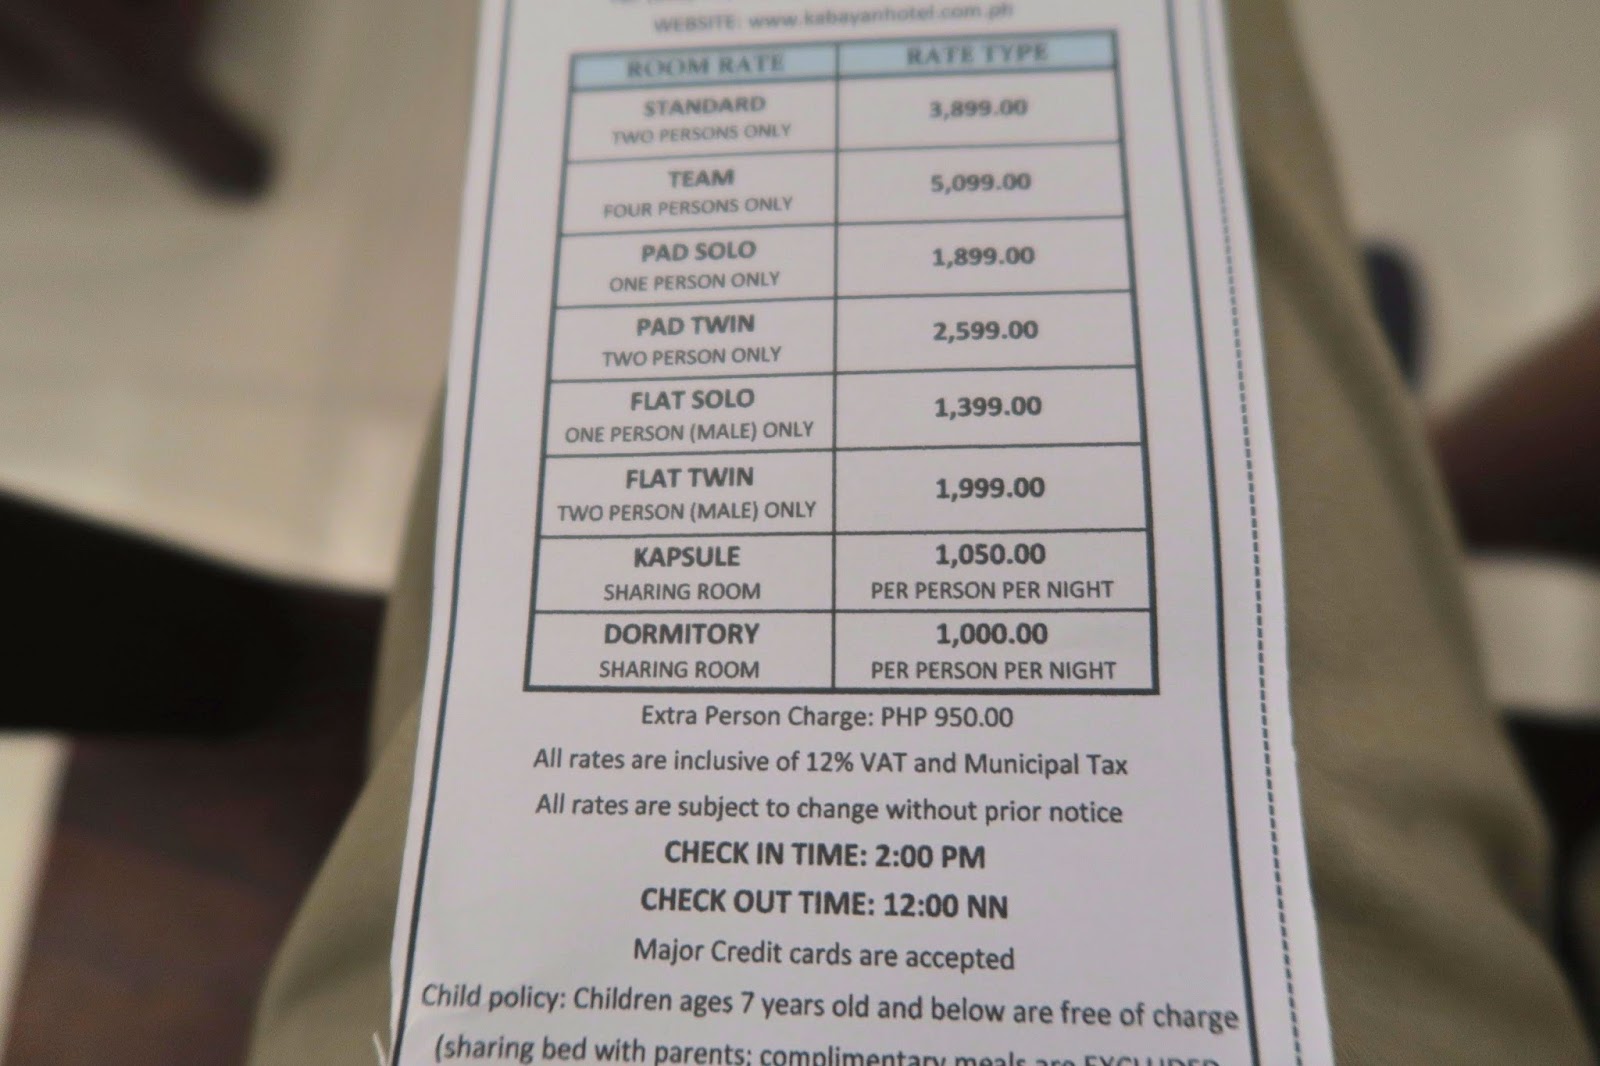 WEBSITE: www.kabayanhotel.com.ph
ROOM RATE RATE TYPE
STANDARD
TWO PERSONS ONLY
3,899.00
TEAM
FOUR PERSONS ONLY
5,099.00
PAD SOLO
ONE PERSON ONLY
1,899.00
PAD TWIN
TWO PERSON ONLY
2,599.00
FLAT SOLO
ONE PERSON (MALE) ONLY
1,399.00
FLAT TWIN
TWO PERSON (MALE) ONLY
1,999.00
KAPSULE
SHARING ROOM
1,050.00
PER PERSON PER NIGHT
DORMITORY
SHARING ROOM
1,000.00
PER PERSON PER NIGHT
Extra Person Charge: PHP 950.00
All rates are inclusive of 12% VAT and Municipal Tax
All rates are subject to change without prior notice
CHECK IN TIME: 2:00 PM
CHECK OUT TIME: 12:00 NN
Major Credit cards are accepted
Child policy: Children ages 7 years old and below are free of charge
(sharing bed with parents; complimentary meals are EXCLUDED